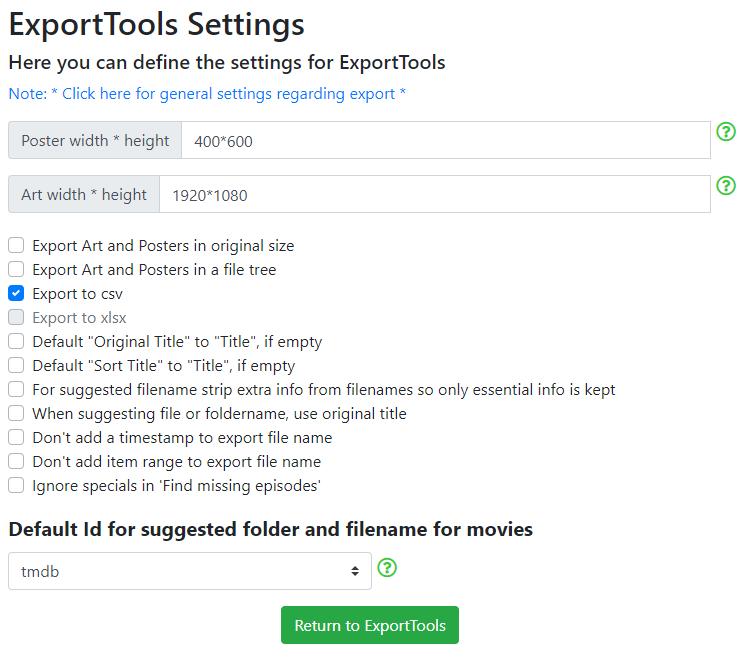 ExportTools Settings
Here you can define the settings for ExportTools
Note: * Click here for general settings regarding export *
Poster width * height 400*600
Art width * height 1920*1080
Export Art and Posters in original size
Export Art and Posters in a file tree
Export to csv
Export to xlsx
Default "Original Title" to "Title", if empty
Default "Sort Title" to "Title", if empty
For suggested filename strip extra info from filenames so only essential info is kept
When suggesting file or foldername, use original title
Don't add a timestamp to export file name
Don't add item range to export file name
Ignore specials in 'Find missing episodes'
Default Id for suggested folder and filename for movies
tmdb
Return to ExportTools